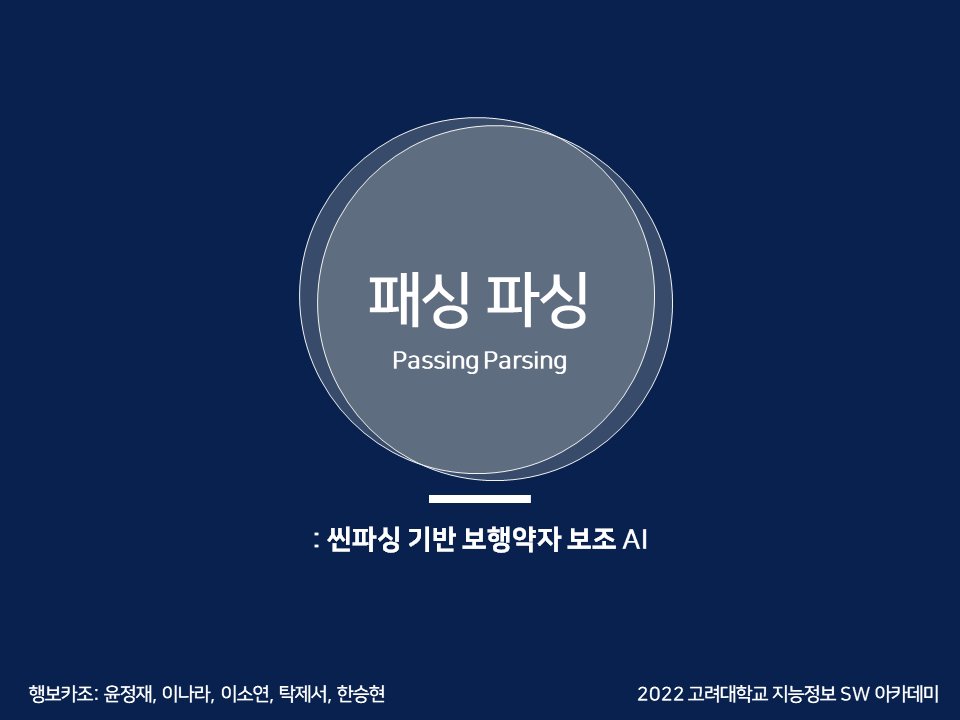 패싱 파싱
Passing Parsing
: 씬파싱 기반 보행약자 보조 AI
행보카조: 윤정재, 이나라, 이소연, 탁제서, 한승현
2022 고려대학교 지능정보 SW 아카데미